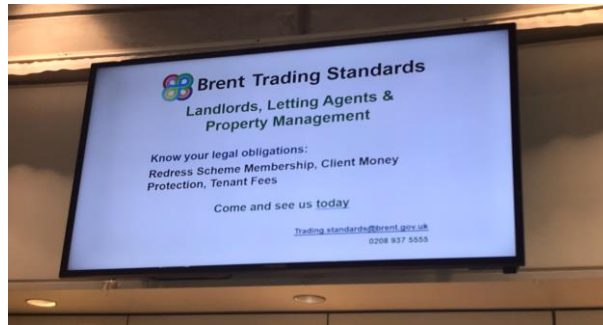 Brent Trading Standards
Landlords, Letting Agents &
Property Management
Know your legal obligations:
Redress Scheme Membership, Client Money
Protection, Tenant Fees
Come and see us today
Trading.standards@brent.gov.uk
0208 937 5555